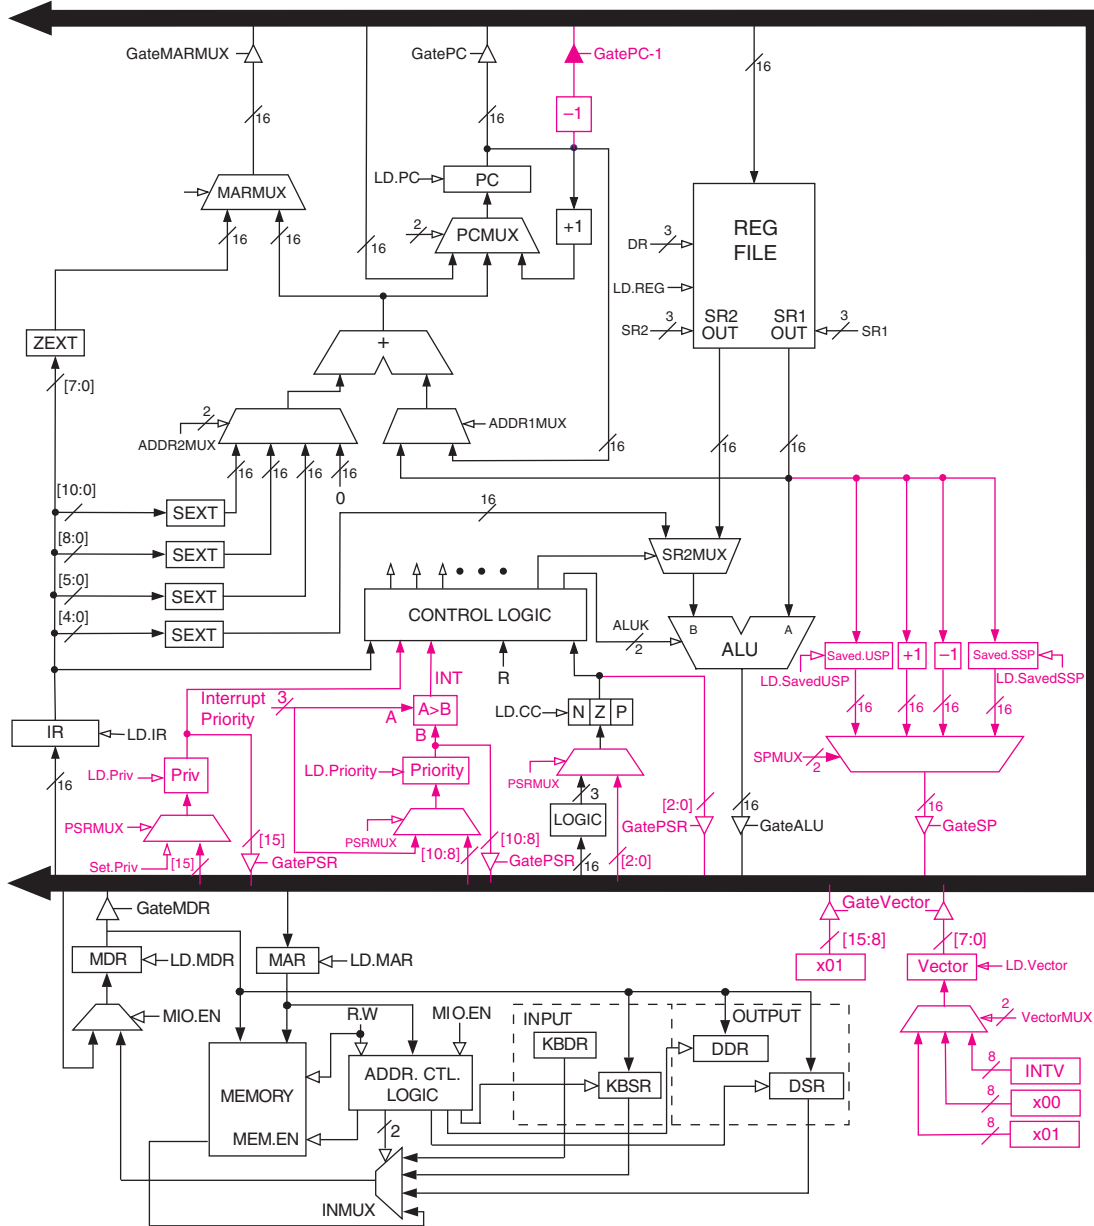 GateMARMUX
GatePC
GatePC-1
16
16
16
16
–1
LD.PC
PC
MARMUX
2
PCMUX
+1
16
16
16
REG
FILE
DR
3
LD.REG
SR2
3
SR2
OUT
SR1
OUT
3
SR1
ZEXT
[7:0]
+
2
ADDR2MUX
ADDR1MUX
16
16
16
16
16
16
16
0
[10:0]
SEXT
[8:0]
SEXT
[5:0]
SEXT
[4:0]
SEXT
16
SR2MUX
CONTROL LOGIC
ALUK
2
B
A
ALU
Saved.USP
+1
–1
Saved.SSP
LD.SavedUSP
LD.SavedSSP
16
16
16
16
R
INT
Interrupt
Priority
3
A
A>B
B
LD.CC
N Z P
IR
LD.IR
16
LD.Priv
Priv
LD.Priority
Priority
PSRMUX
SPMUX
2
PSRMUX
PSRMUX
3
LOGIC
[2:0]
GatePSR
16
GateALU
16
GateSP
Set.Priv
[15]
[15]
GatePSR
[10:8]
[10:8]
GatePSR
16
[2:0]
GateMDR
MDR
LD.MDR
MAR
LD.MAR
GateVector
[15:8]
[7:0]
x01
Vector
LD.Vector
MIO.EN
R.W
MIO.EN
INPUT
OUTPUT
KBDR
DDR
2
VectorMUX
MEMORY
ADDR. CTL.
LOGIC
KBSR
DSR
8
INTV
MEM.EN
2
8
x00
8
x01
INMUX